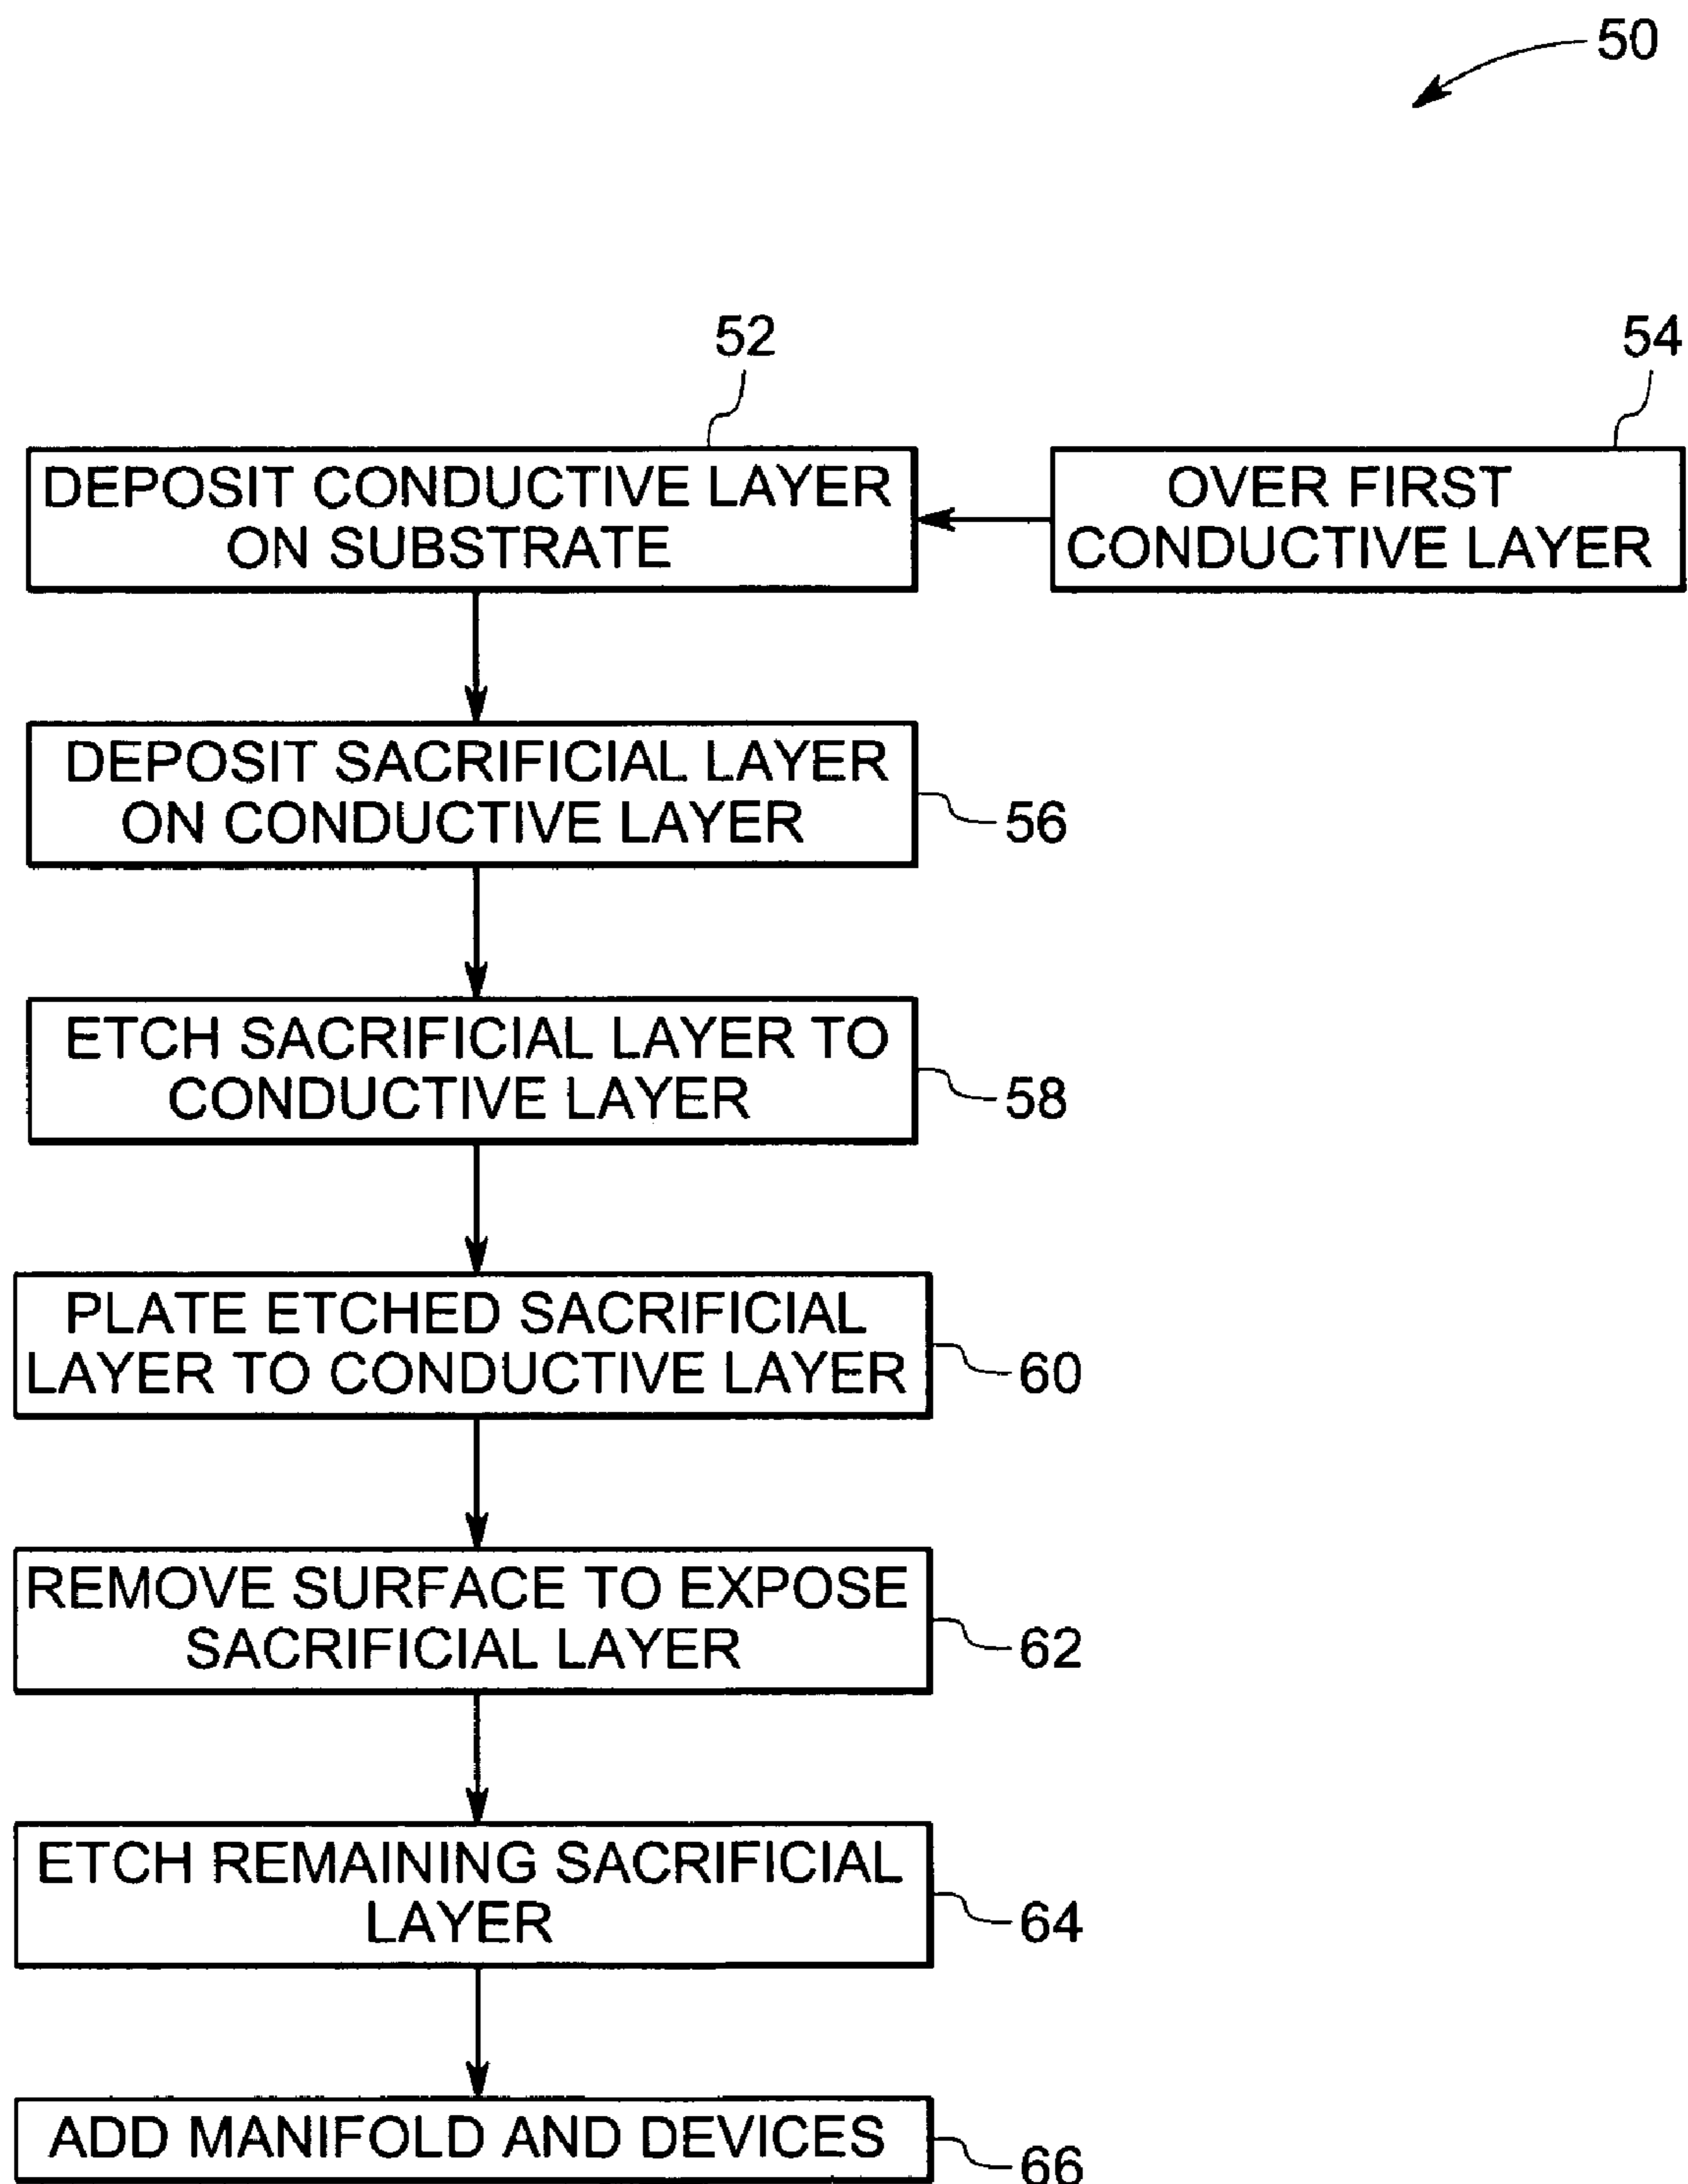 50
52
54
DEPOSIT CONDUCTIVE LAYER
ON SUBSTRATE
OVER FIRST
CONDUCTIVE LAYER
DEPOSIT SACRIFICIAL LAYER
ON CONDUCTIVE LAYER
56
ETCH SACRIFICIAL LAYER TO
CONDUCTIVE LAYER
58
PLATE ETCHED SACRIFICIAL
LAYER TO CONDUCTIVE LAYER
60
REMOVE SURFACE TO EXPOSE
SACRIFICIAL LAYER
62
ETCH REMAINING SACRIFICIAL
LAYER
64
ADD MANIFOLD AND DEVICES
66